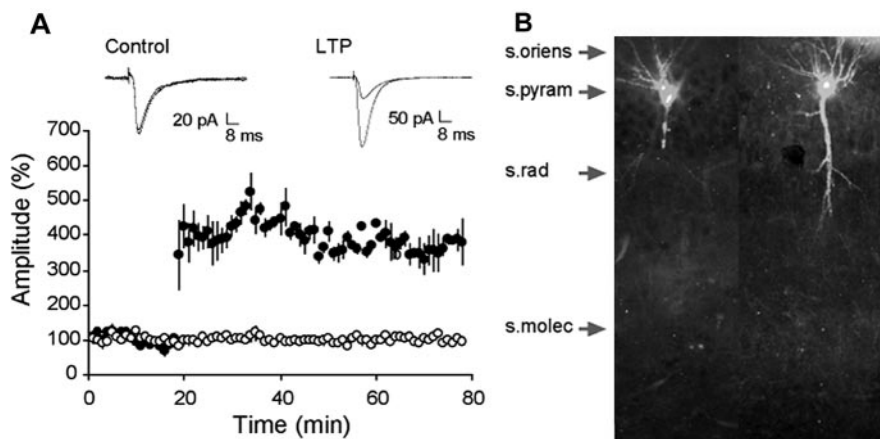 A
Control
LTP
20 pA
8 ms
50 pA
8 ms
Amplitude (%)
700
600
500
400
300
200
100
0
0
20
40
60
80
Time (min)
B
s.oriens
s.pyram
s.rad
s.molec